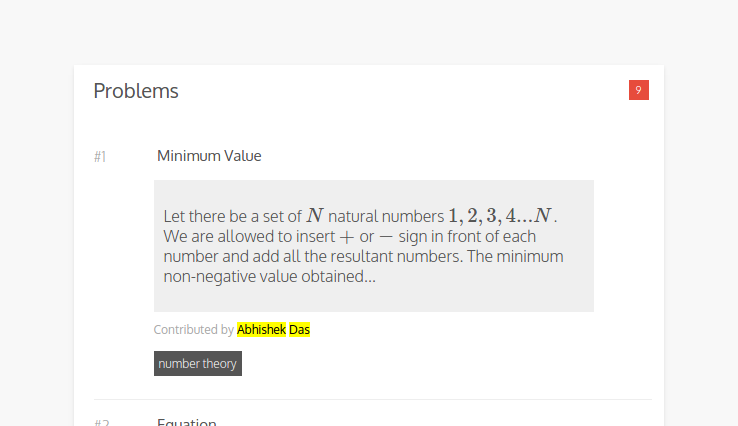 Problems
9
#1
Minimum Value
Let there be a set of N natural numbers 1, 2, 3, 4...N.
We are allowed to insert + or − sign in front of each
number and add all the resultant numbers. The minimum
non-negative value obtained...
Contributed by Abhishek Das
number theory
#2
Equation